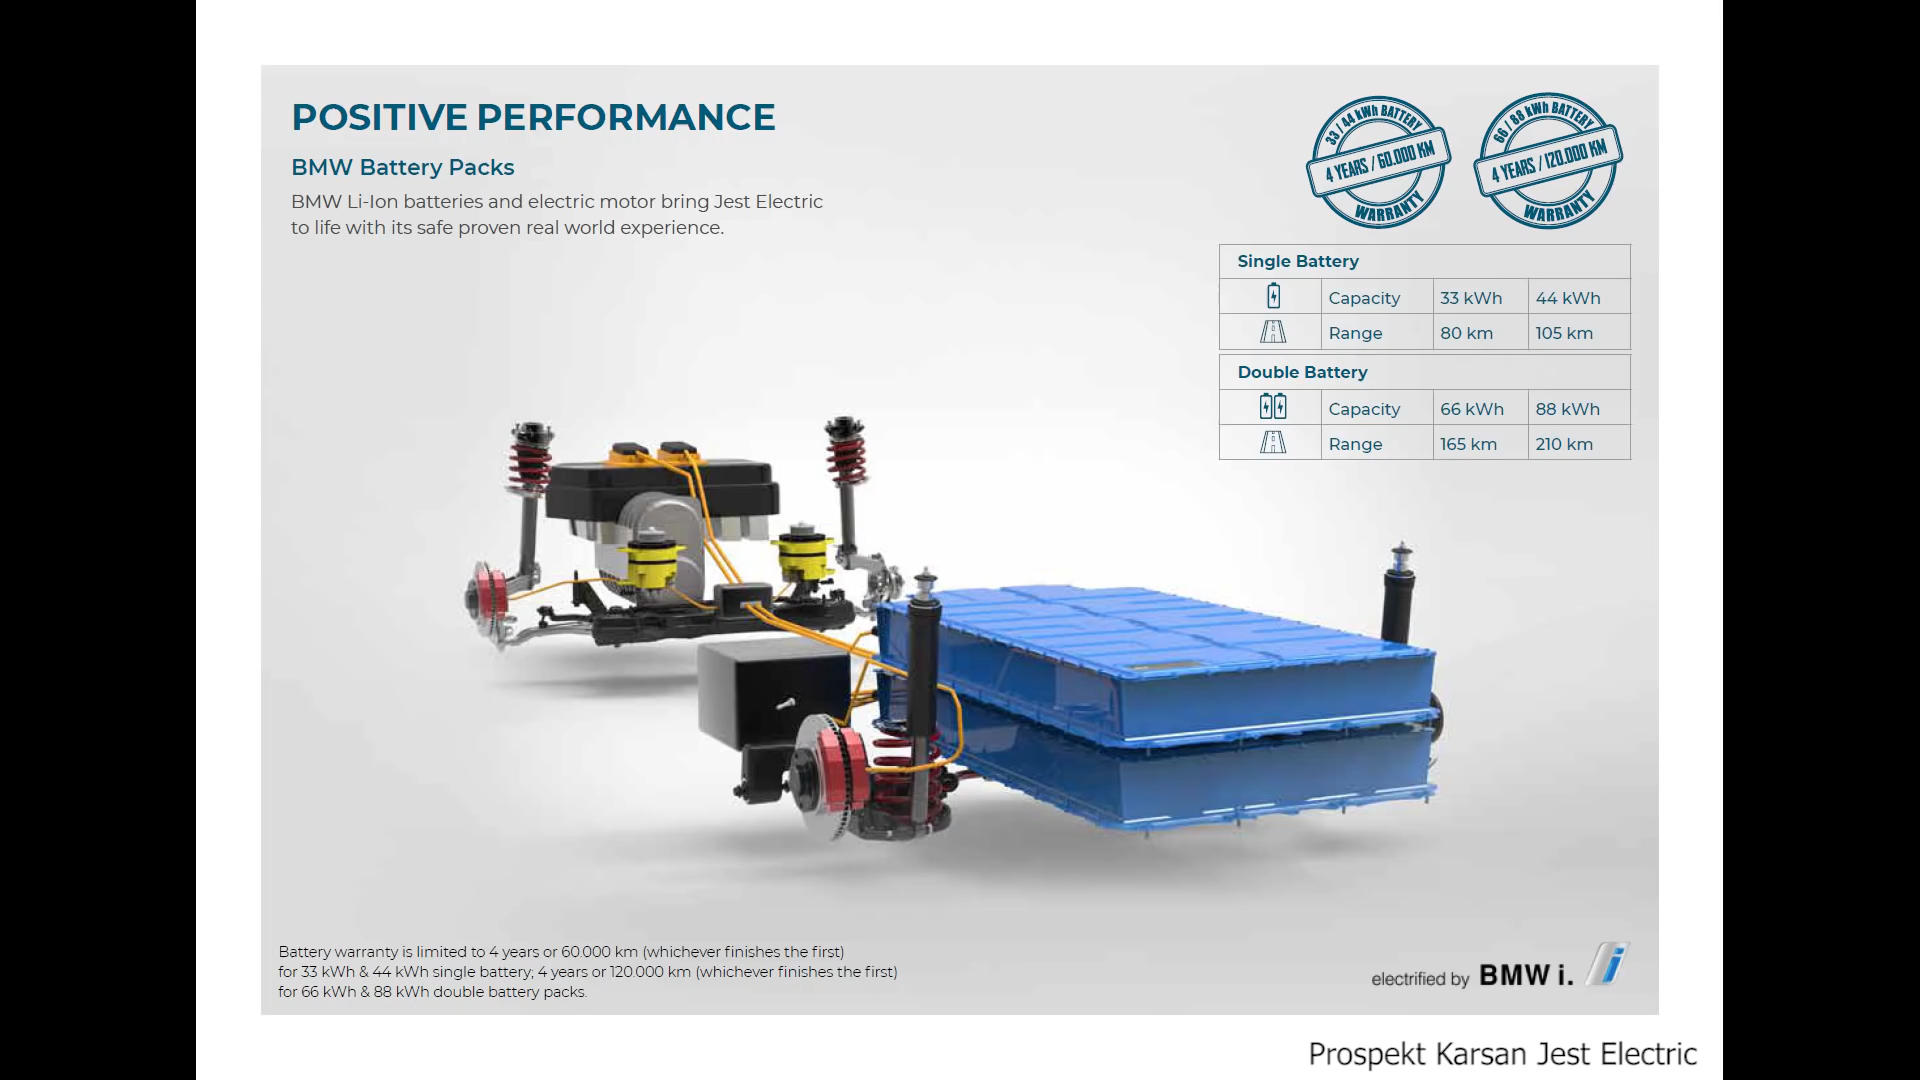 POSITIVE PERFORMANCE
BMW Battery Packs
BMW Li-Ion batteries and electric motor bring Jest Electric
to life with its safe proven real world experience.
33 / 44 kWh BATTERY
4 YEARS / 60.000 KM
WARRANTY
66 / 88 kWh BATTERY
4 YEARS / 120.000 KM
WARRANTY
Single Battery
Capacity 33 kWh 44 kWh
Range 80 km 105 km
Double Battery
Capacity 66 kWh 88 kWh
Range 165 km 210 km
Battery warranty is limited to 4 years or 60.000 km (whichever finishes the first)
for 33 kWh & 44 kWh single battery; 4 years or 120.000 km (whichever finishes the first)
for 66 kWh & 88 kWh double battery packs.
electrified by BMW i.
Prospekt Karsan Jest Electric